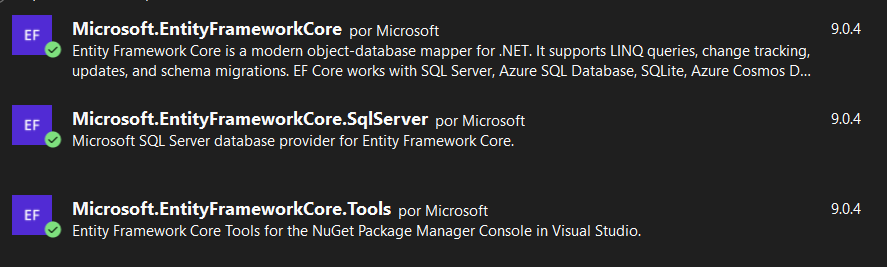 EF
Microsoft.EntityFrameworkCore por Microsoft 9.0.4
Entity Framework Core is a modern object-database mapper for .NET. It supports LINQ queries, change tracking,
updates, and schema migrations. EF Core works with SQL Server, Azure SQL Database, SQLite, Azure Cosmos D...
EF
Microsoft.EntityFrameworkCore.SqlServer por Microsoft 9.0.4
Microsoft SQL Server database provider for Entity Framework Core.
EF
Microsoft.EntityFrameworkCore.Tools por Microsoft 9.0.4
Entity Framework Core Tools for the NuGet Package Manager Console in Visual Studio.